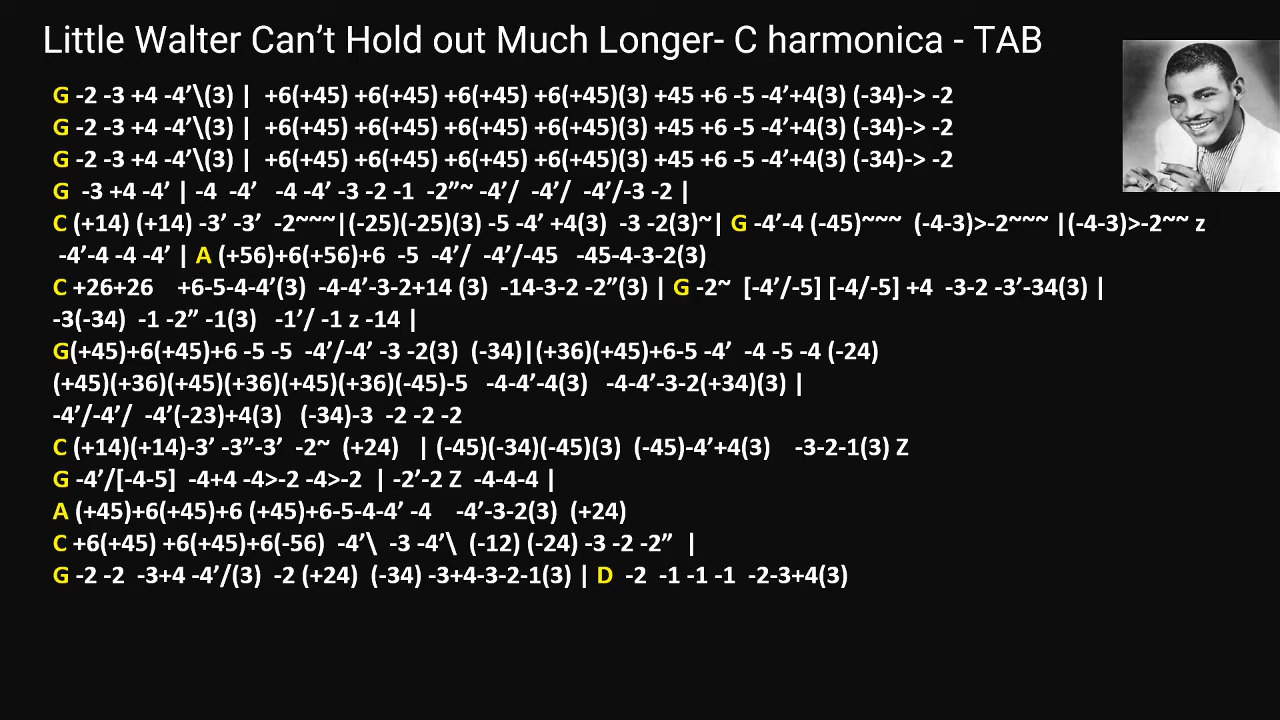 Little Walter Can’t Hold out Much Longer- C harmonica - TAB
G -2 -3 +4 -4’\(3) | +6(+45) +6(+45) +6(+45) +6(+45)(3) +45 +6 -5 -4’+4(3) (-34)-> -2
G -2 -3 +4 -4’\(3) | +6(+45) +6(+45) +6(+45) +6(+45)(3) +45 +6 -5 -4’+4(3) (-34)-> -2
G -2 -3 +4 -4’\(3) | +6(+45) +6(+45) +6(+45) +6(+45)(3) +45 +6 -5 -4’+4(3) (-34)-> -2
G -3 +4 -4’ | -4 -4’ -4 -4’ -3 -2 -1 -2”~ -4’/ -4’/ -4’/-3 -2 |
C (+14) (+14) -3’ -3’ -2~~~|(-25)(-25)(3) -5 -4’ +4(3) -3 -2(3)~| G -4’-4 (-45)~~~ (-4-3)>-2~~~ |(-4-3)>-2~~ z
-4’-4 -4 -4’ | A (+56)+6(+56)+6 -5 -4’/ -4’/-45 -45-4-3-2(3)
C +26+26 +6-5-4-4’(3) -4-4’-3-2+14 (3) -14-3-2 -2”(3) | G -2~ [-4’/-5] [-4/-5] +4 -3-2 -3’-34(3) |
-3(-34) -1 -2” -1(3) -1’/ -1 z -14 |
G(+45)+6(+45)+6 -5 -5 -4’/-4’ -3 -2(3) (-34)|(+36)(+45)+6-5 -4’ -4 -5 -4 (-24)
(+45)(+36)(+45)(+36)(+45)(+36)(-45)-5 -4-4’-4(3) -4-4’-3-2(+34)(3) |
-4’/-4’/ -4’(-23)+4(3) (-34)-3 -2 -2 -2
C (+14)(+14)-3’ -3”-3’ -2~ (+24) | (-45)(-34)(-45)(3) (-45)-4’+4(3) -3-2-1(3) Z
G -4’/[-4-5] -4+4 -4>-2 -4>-2 | -2’-2 Z -4-4-4 |
A (+45)+6(+45)+6 (+45)+6-5-4-4’ -4 -4’-3-2(3) (+24)
C +6(+45) +6(+45)+6(-56) -4’\ -3 -4’\ (-12) (-24) -3 -2 -2” |
G -2 -2 -3+4 -4’/(3) -2 (+24) (-34) -3+4-3-2-1(3) | D -2 -1 -1 -1 -2-3+4(3)